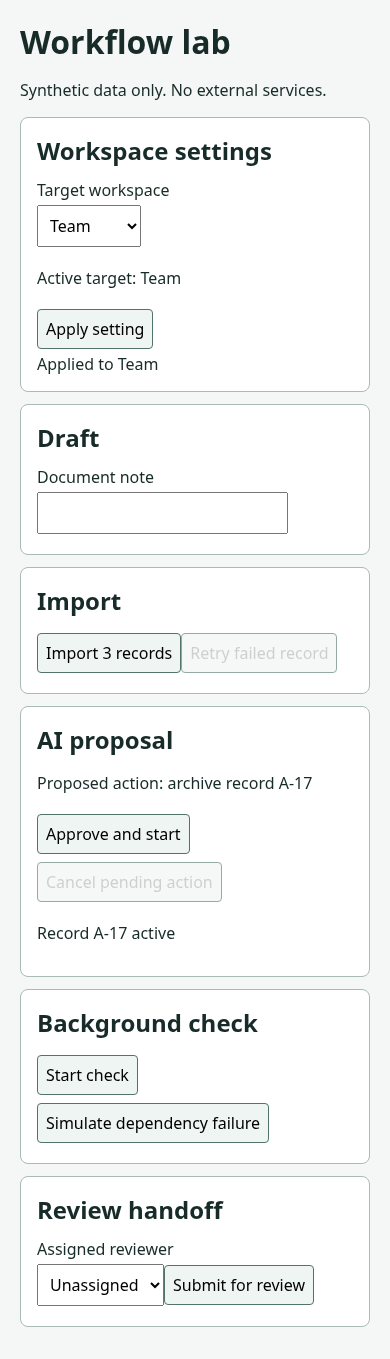 Workflow lab
Synthetic data only. No external services.
Workspace settings
Target workspace
Team
Active target: Team
Apply setting
Applied to Team
Draft
Document note
Import
Import 3 records Retry failed record
AI proposal
Proposed action: archive record A-17
Approve and start
Cancel pending action
Record A-17 active
Background check
Start check
Simulate dependency failure
Review handoff
Assigned reviewer
Unassigned Submit for review